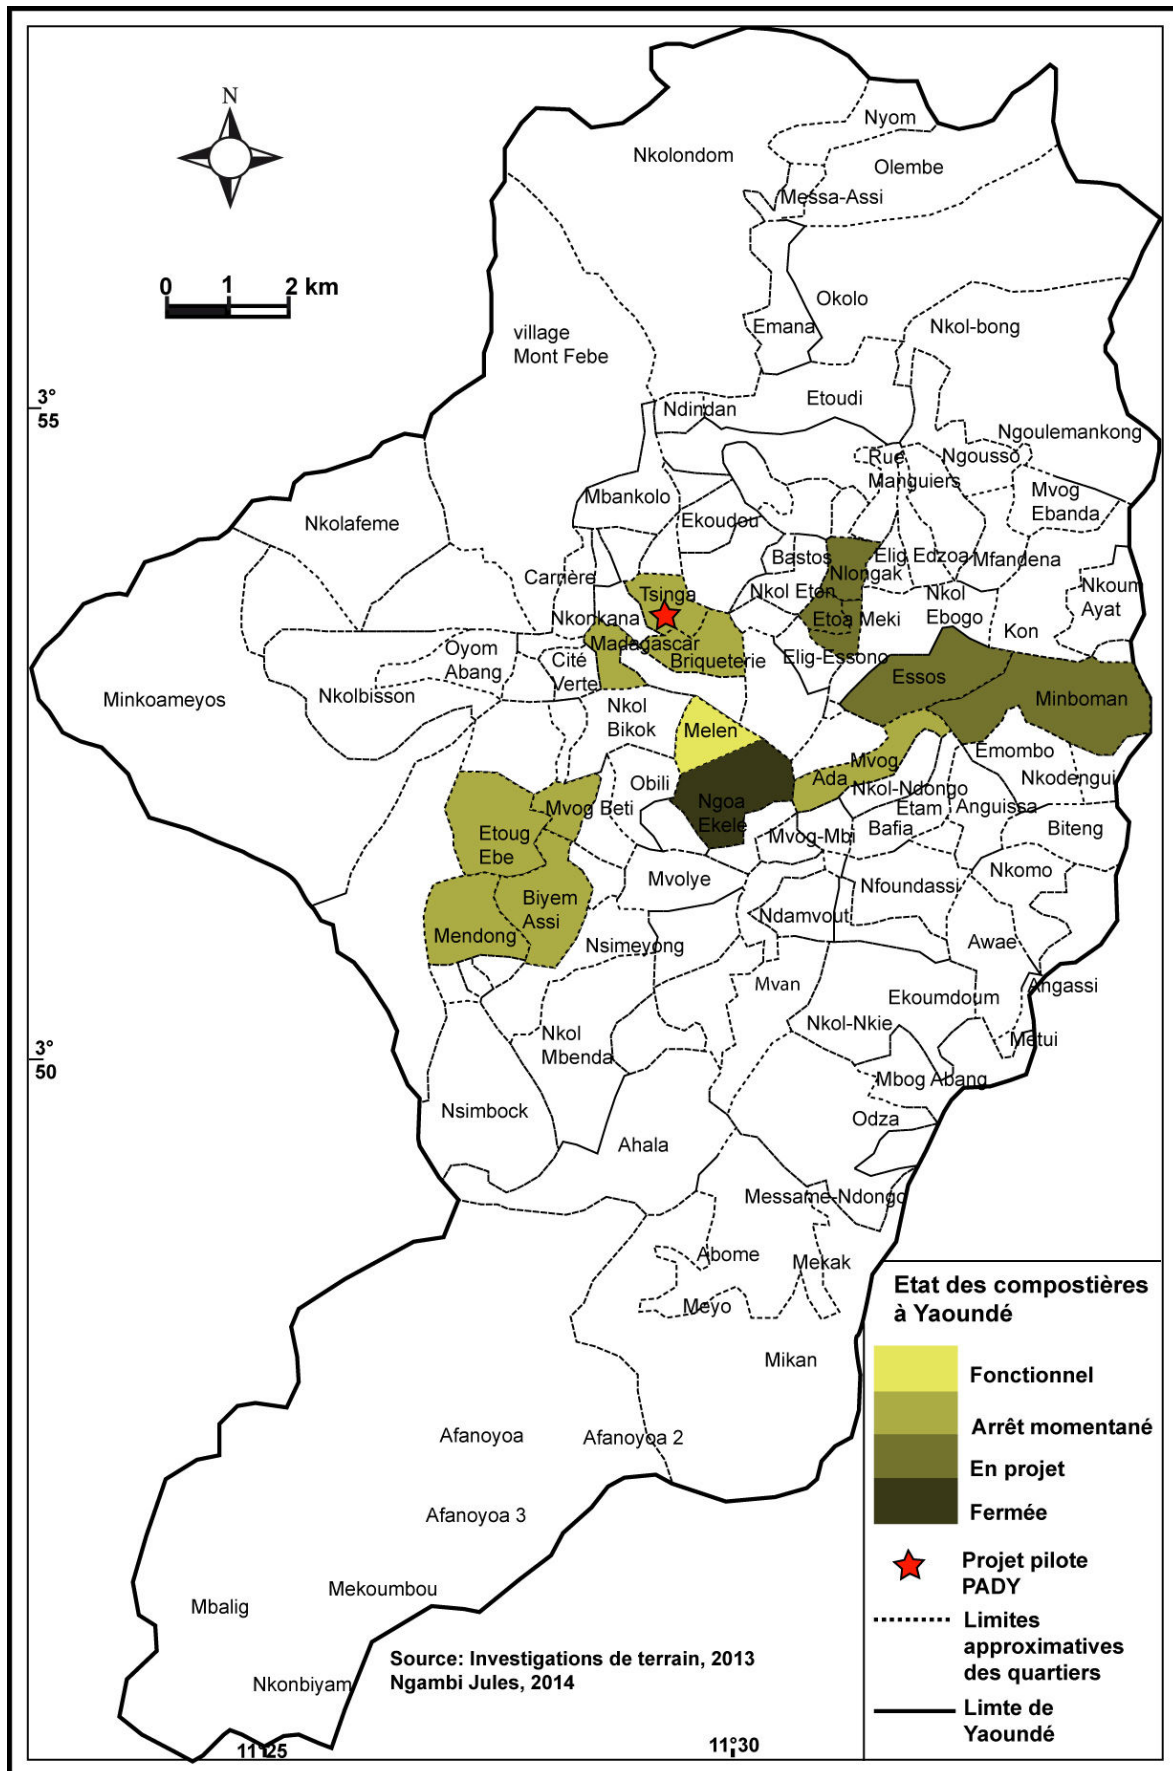 N
Nyom
Nkolondom
Olembe
Messa-Assi
0 1 2 km
Okolo
Emana
Nkol-bong
village
Mont Febe
3°
55
Etoudi
Ndindan
Ngoulemankong
Rue
Manguiers
Ngousso
Mvog
Ebanda
Mbankolo
Ekoudou
Nkolafeme
Bastos
Elig Edzoa
Mfandena
Carrière
Nlongak
Nkoum
Ayat
Tsinga
Nkol Eton
Nkol
Ebogo
Nkonkana
Etoa Meki
Kon
Madagascar
Oyom
Abang
Cité
Verte
Briqueterie
Elig-Essono
Essos
Minkoameyos
Nkolbisson
Minboman
Nkol
Bikok
Melen
Emombo
Mvog
Ada
Nkodengui
Obili
Nkol-Ndongo
Etam
Anguissa
Mvog Beti
Ngoa
Ekele
Bafia
Biteng
Etoug
Ebe
Mvog-Mbi
Nkomo
Mvolye
Nfoundassi
Biyem
Assi
Ndamvout
Mendong
Nsimeyong
Awae
Mvan
Angassi
Ekoumdoum
Nkol-Nkie
Nkol
Mbenda
Metui
3°
50
Mbog Abang
Nsimbock
Odza
Ahala
Messame-Ndongo
Abome
Mekak
Meyo
Mikan
Afanoyoa
Afanoyoa 2
Afanoyoa 3
Mekoumbou
Mbalig
Nkonbiyam
Source: Investigations de terrain, 2013
Ngambi Jules, 2014
11°25
11°30
Etat des compostières
à Yaoundé
Fonctionnel
Arrêt momentané
En projet
Fermée
Projet pilote
PADY
Limites
approximatives
des quartiers
Limte de
Yaoundé